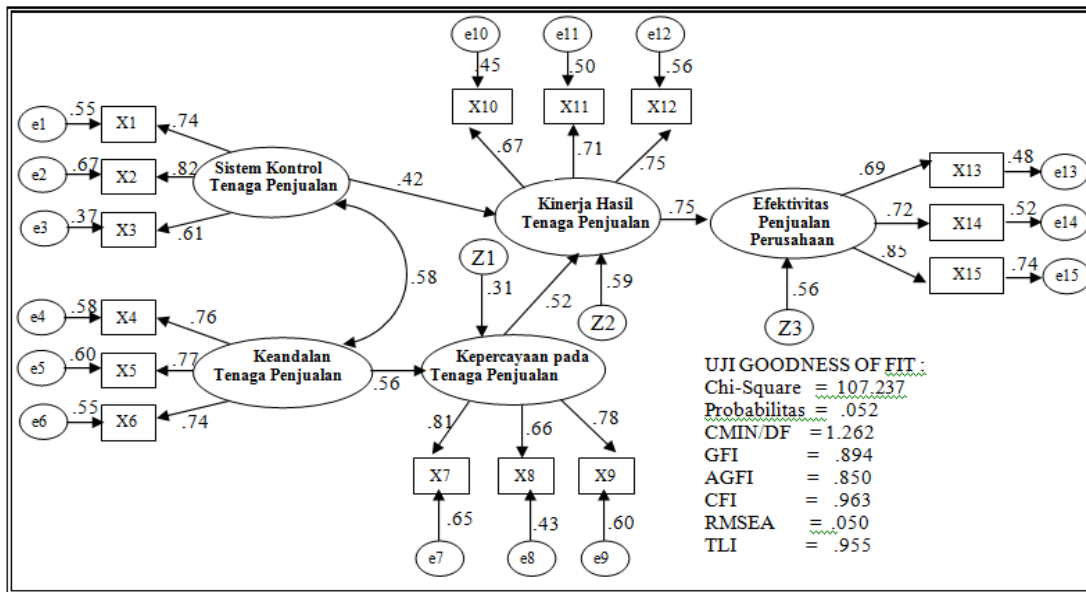 e10
e11
e12
.45
.50
.56
X10
X11
X12
.67
.71
.75
e1
.55
X1
.74
e2
.67
X2
.82
e3
.37
X3
.61
Sistem Kontrol
Tenaga Penjualan
.42
Kinerja Hasil
Tenaga Penjualan
.75
Efektivitas
Penjualan
Perusahaan
.69
X13
.48
e13
.72
X14
.52
e14
.85
X15
.74
e15
.58
Z1
.31
.52
.59
Z2
.56
Z3
e4
.58
X4
.76
e5
.60
X5
.77
e6
.55
X6
.74
Keandalan
Tenaga Penjualan
.56
Kepercayaan pada
Tenaga Penjualan
.81
.66
.78
X7
X8
X9
.65
.43
.60
e7
e8
e9
UJI GOODNESS OF FIT :
Chi-Square = 107.237
Probabilitas = .052
CMIN/DF =1.262
GFI = .894
AGFI = .850
CFI = .963
RMSEA = .050
TLI = .955